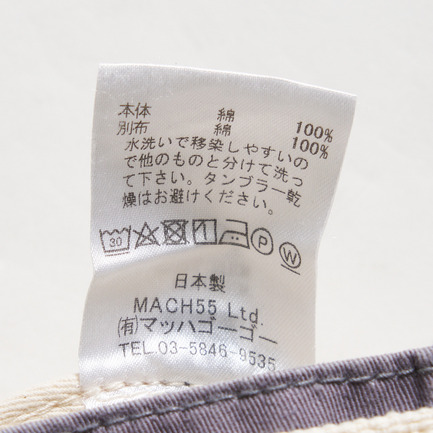 本体 綿 100%
別布 綿 100%
水洗いで移染しやすいの
で他のものと分けて洗っ
て下さい。タンブラー乾
燥はお避けください。
30 P W
日本製
MACH55 Ltd.
㈲マッハゴーゴー
TEL.03-5846-9535